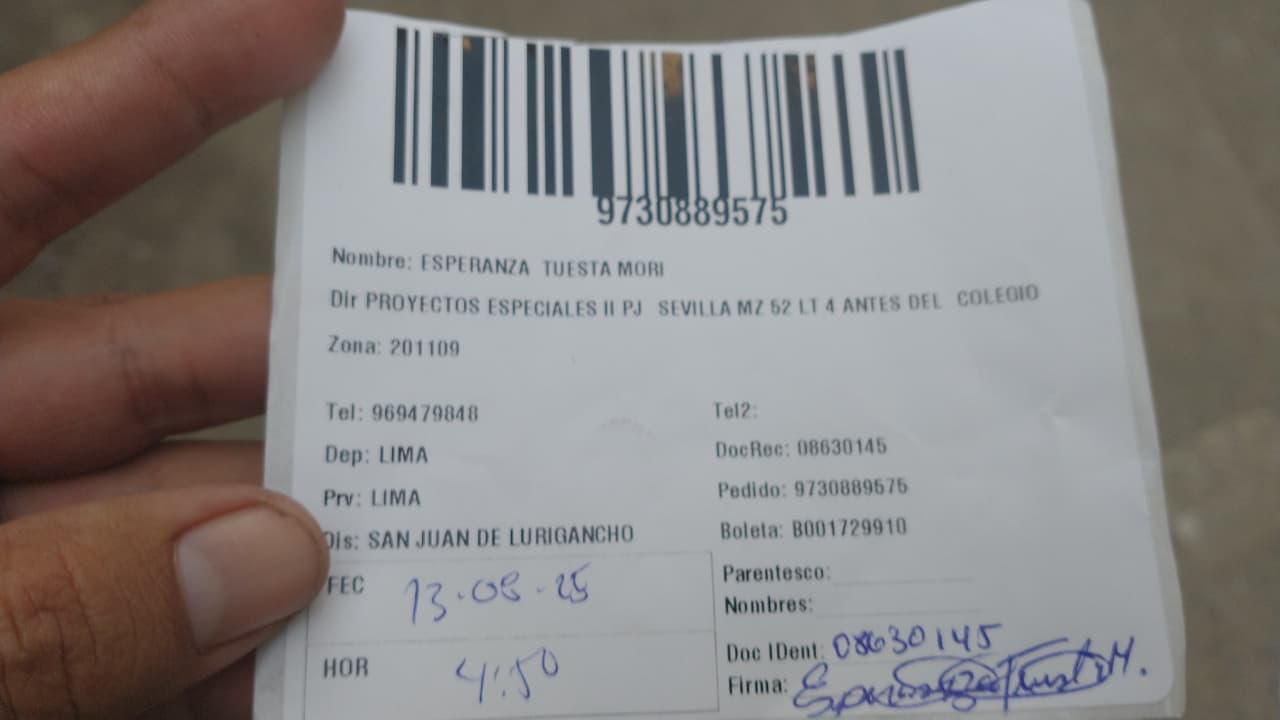 9730889575
Nombre: ESPERANZA TUESTA MORI
Dir PROYECTOS ESPECIALES II PJ SEVILLA MZ 52 LT 4 ANTES DEL COLEGIO
Zona: 201109
Tel: 969479848 Tel2:
Dep: LIMA DocRec: 08630145
Prv: LIMA Pedido: 9730889575
Dis: SAN JUAN DE LURIGANCHO Boleta: B001729910
FEC 13-08-25 Parentesco:
Nombres:
HOR 4:50 Doc IDent: 08630145
Firma: Esperanza Tuesta M.